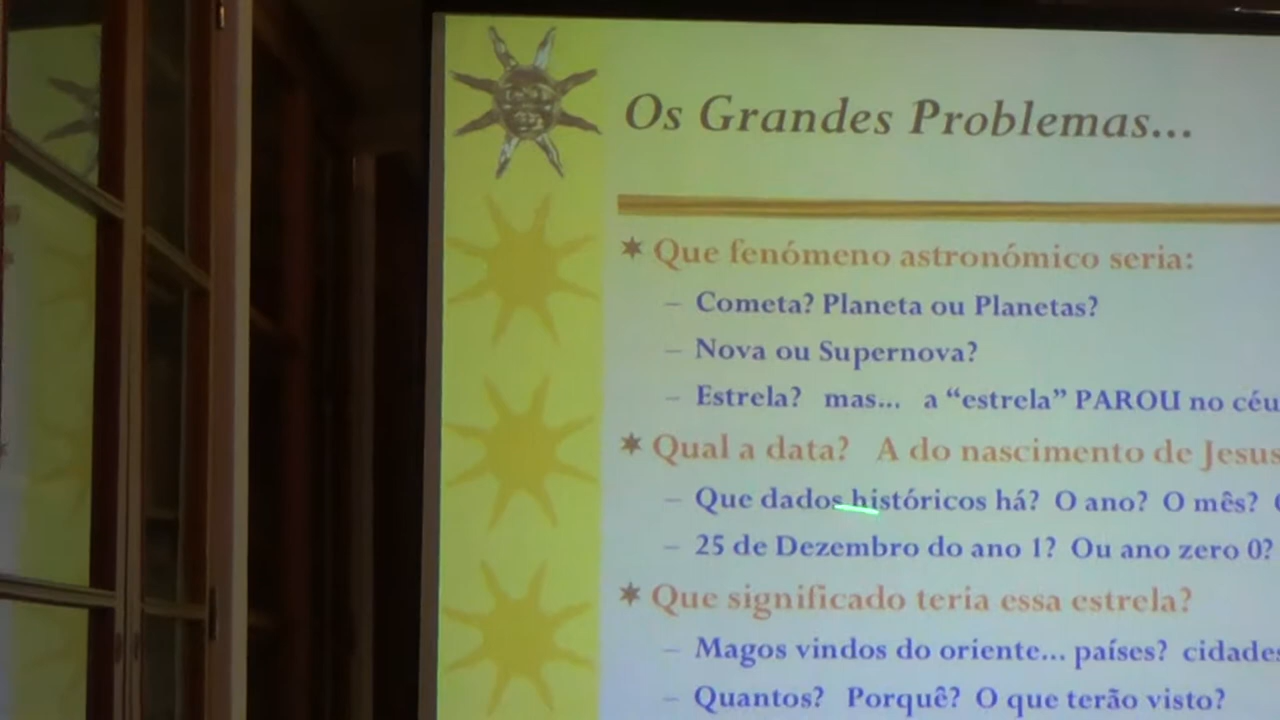 Os Grandes Problemas...
Que fenómeno astronómico seria:
– Cometa? Planeta ou Planetas?
– Nova ou Supernova?
– Estrela? mas... a “estrela” PAROU no céu
Qual a data? A do nascimento de Jesus
– Que dados históricos há? O ano? O mês?
– 25 de Dezembro do ano 1? Ou ano zero 0?
Que significado teria essa estrela?
– Magos vindos do oriente... países? cidades
– Quantos? Porquê? O que terão visto?